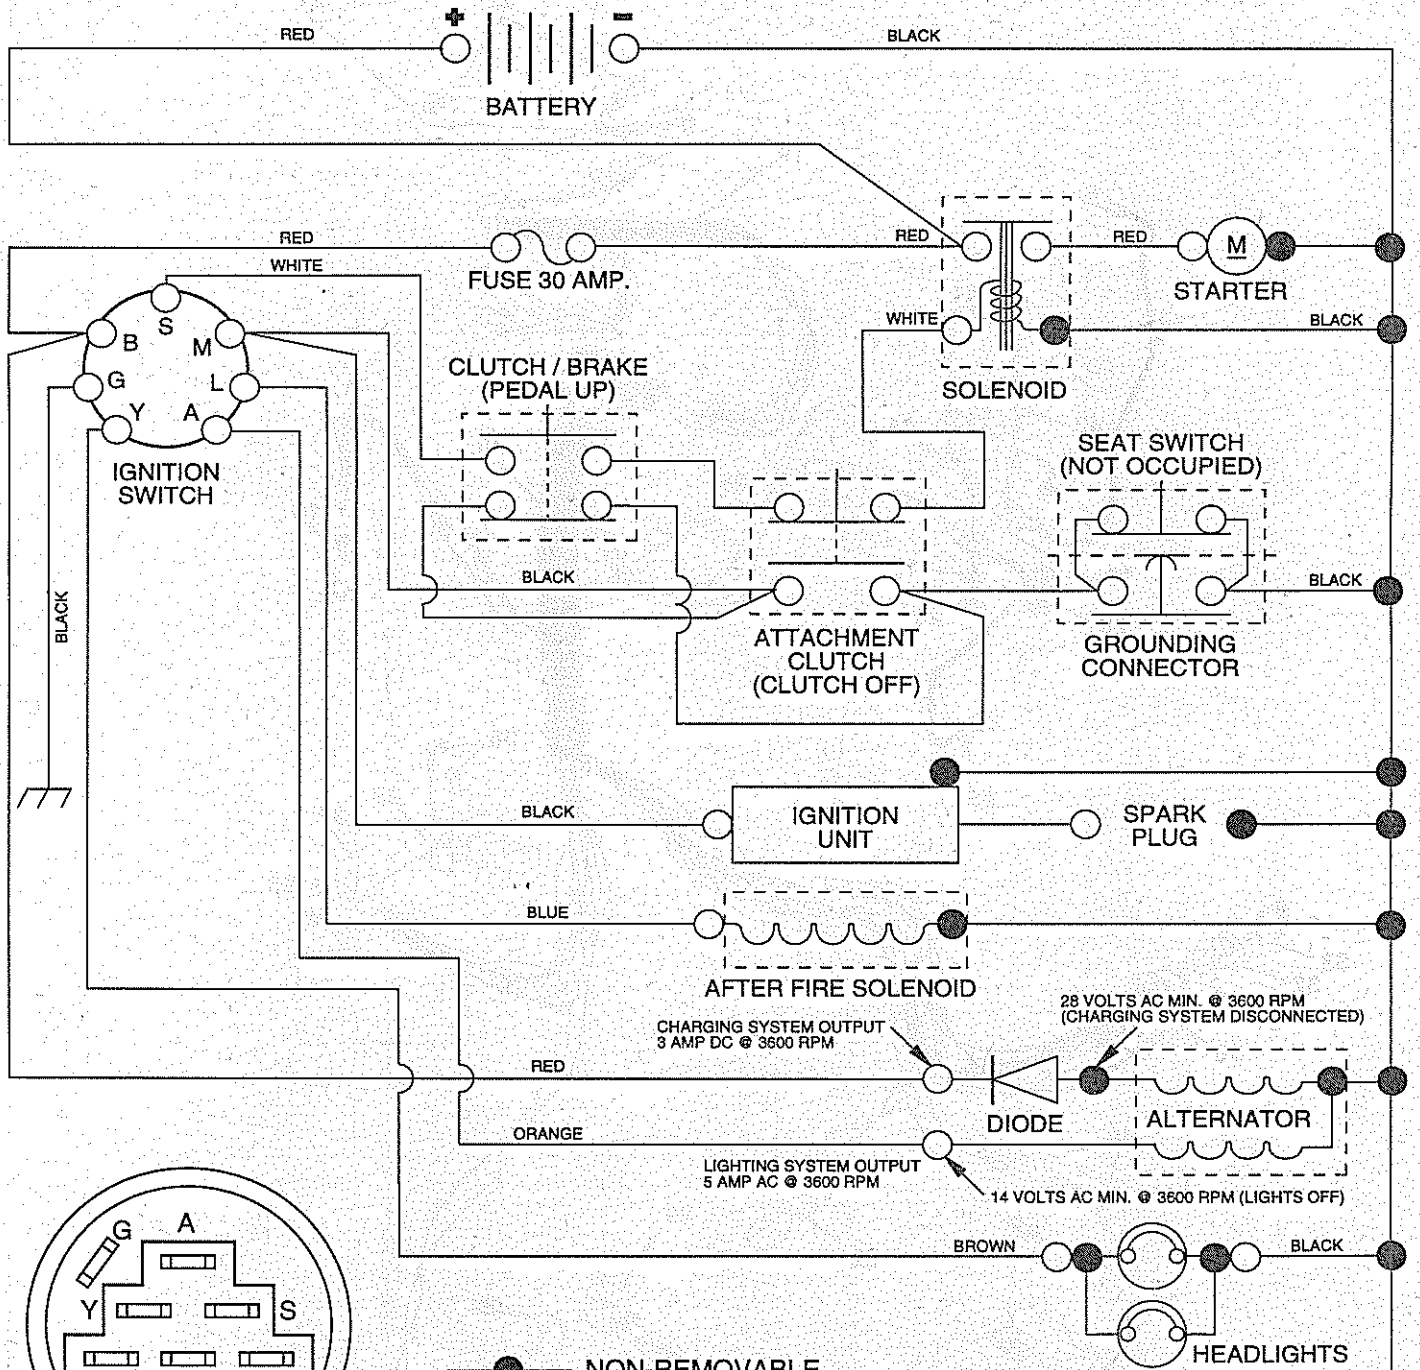 + -
RED
BLACK
BATTERY
RED
RED
RED
WHITE
FUSE 30 AMP.
M
STARTER
S
B
M
G
L
Y
A
IGNITION
SWITCH
WHITE
BLACK
SOLENOID
CLUTCH / BRAKE
(PEDAL UP)
SEAT SWITCH
(NOT OCCUPIED)
BLACK
BLACK
BLACK
ATTACHMENT
CLUTCH
(CLUTCH OFF)
GROUNDING
CONNECTOR
BLACK
IGNITION
UNIT
SPARK
PLUG
BLUE
AFTER FIRE SOLENOID
CHARGING SYSTEM OUTPUT
3 AMP DC @ 3600 RPM
28 VOLTS AC MIN. @ 3600 RPM
(CHARGING SYSTEM DISCONNECTED)
RED
DIODE
ALTERNATOR
ORANGE
LIGHTING SYSTEM OUTPUT
5 AMP AC @ 3600 RPM
14 VOLTS AC MIN. @ 3600 RPM (LIGHTS OFF)
BROWN
BLACK
HEADLIGHTS
G
A
Y
S
NON-REMOVABLE